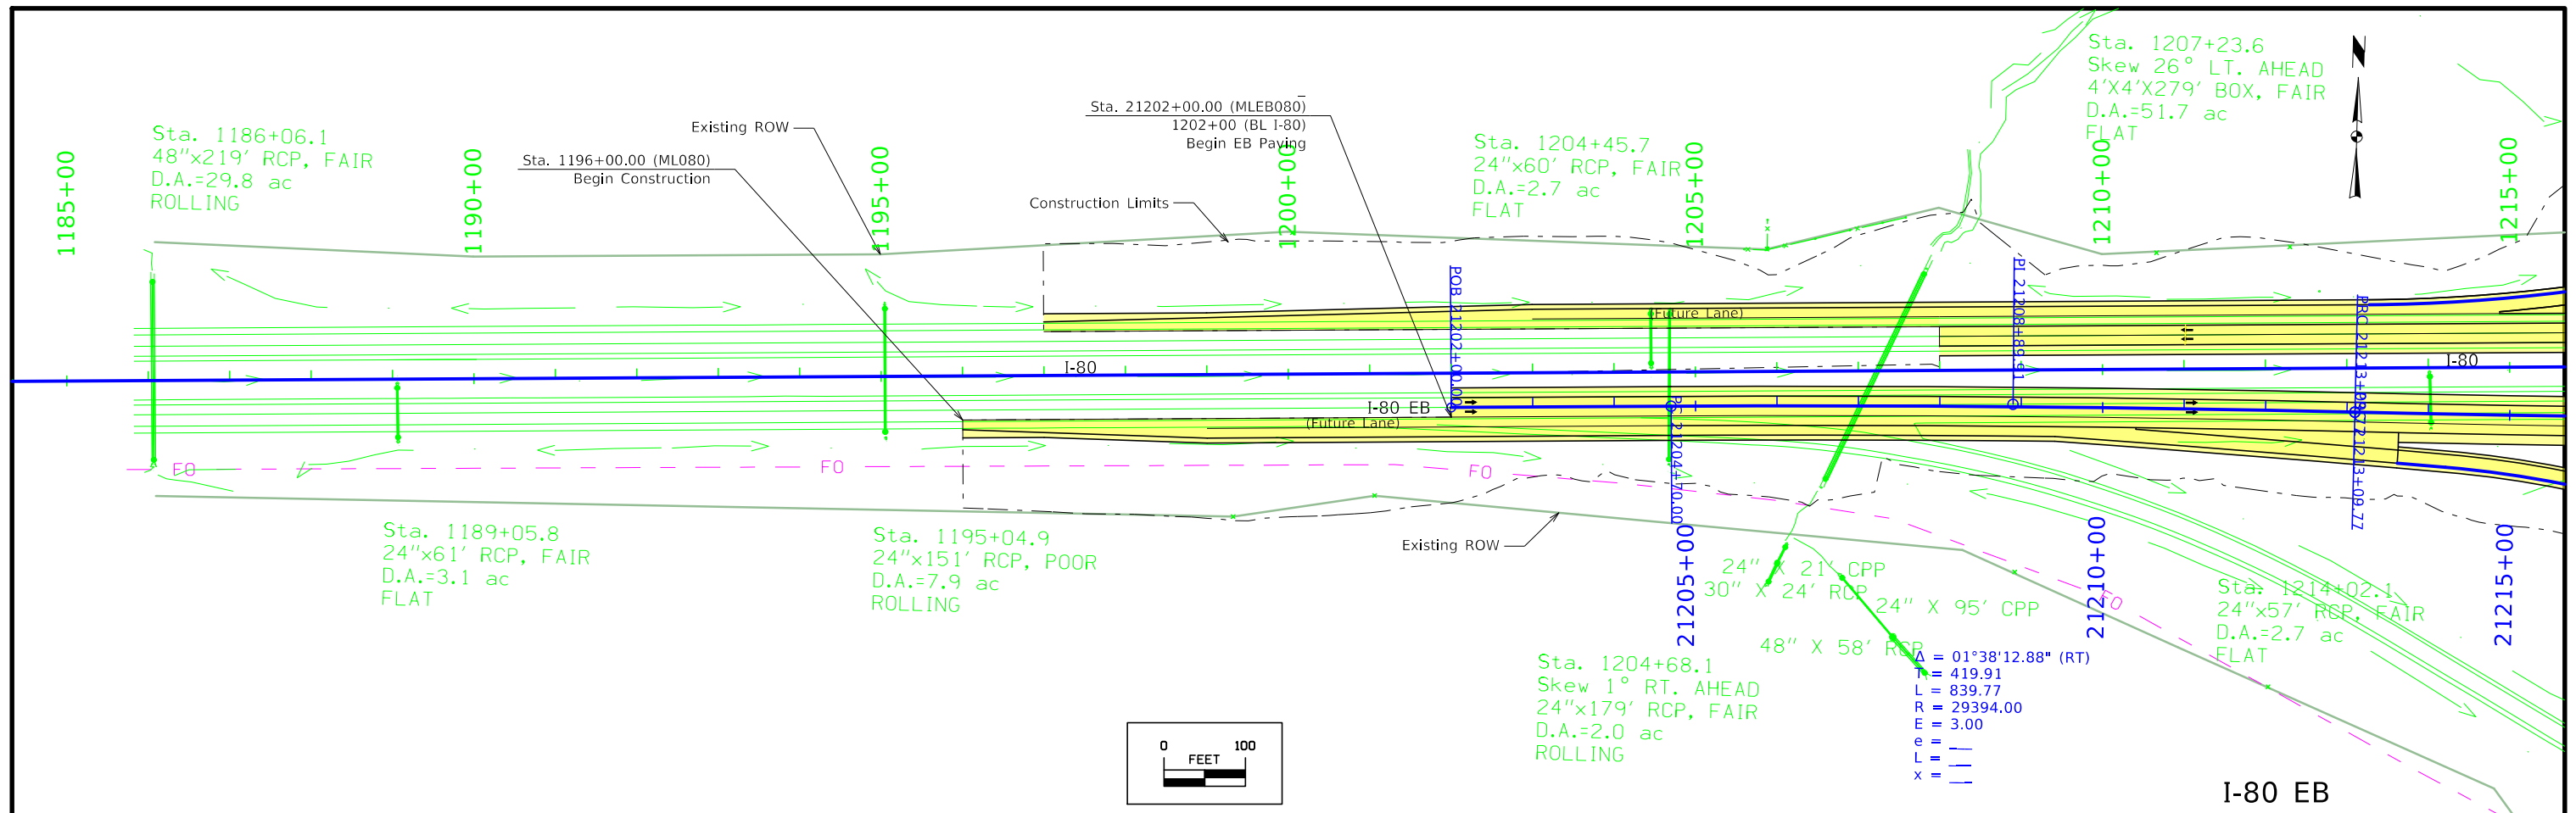 Sta. 1186+06.1
48"x219' RCP, FAIR
D.A.=29.8 ac
ROLLING
1185+00
1190+00
1195+00
1200+00
1205+00
1210+00
1215+00
Existing ROW
Sta. 1196+00.00 (ML080)
Begin Construction
Sta. 21202+00.00 (MLEB080)
1202+00 (BL I-80)
Begin EB Paving
Construction Limits
Sta. 1204+45.7
24"x60' RCP, FAIR
D.A.=2.7 ac
FLAT
Sta. 1207+23.6
Skew 26° LT. AHEAD
4'X4'X279' BOX, FAIR
D.A.=51.7 ac
FLAT
N
POB 21202+00.00
PI 21208+89.61
(Future Lane)
I-80
I-80
I-80 EB
(Future Lane)
PC 21204+70.00
FO
FO
FO
FO
Sta. 1189+05.8
24"x61' RCP, FAIR
D.A.=3.1 ac
FLAT
Sta. 1195+04.9
24"x151' RCP, POOR
D.A.=7.9 ac
ROLLING
Existing ROW
21205+00
21210+00
21215+00
24" X 21' CPP
30" X 24' RCP
24" X 95' CPP
48" X 58' RCP
Sta. 1214+02.1
24"x57' RCP, FAIR
D.A.=2.7 ac
FLAT
Sta. 1204+68.1
Skew 1° RT. AHEAD
24"x179' RCP, FAIR
D.A.=2.0 ac
ROLLING
Δ = 01°38'12.88" (RT)
T = 419.91
L = 839.77
R = 29394.00
E = 3.00
e = __
L = __
x = __
0 100
FEET
I-80 EB